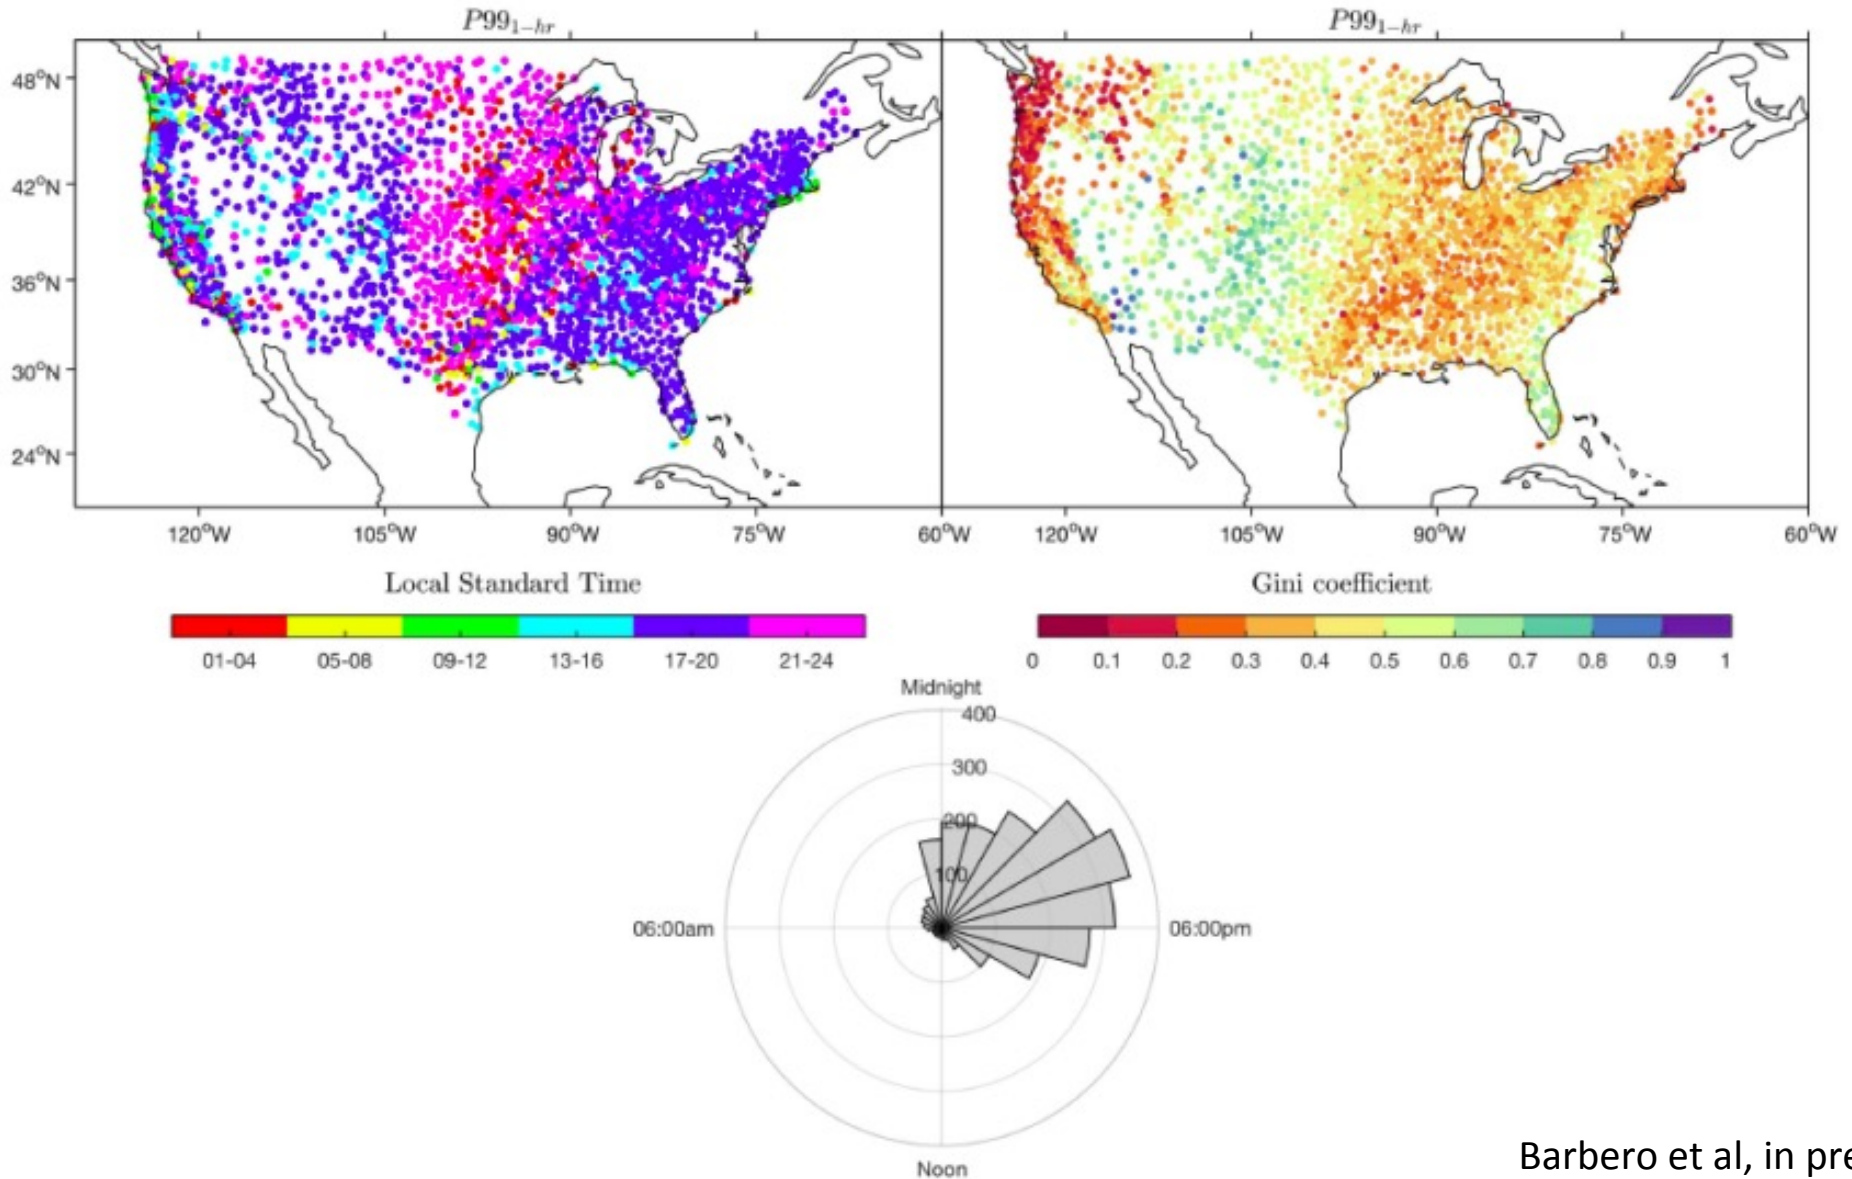 P99₁₋ₕᵣ P99₁₋ₕᵣ
48°N
42°N
36°N
30°N
24°N
120°W 105°W 90°W 75°W 60°W 120°W 105°W 90°W 75°W 60°W
Local Standard Time Gini coefficient
01-04 05-08 09-12 13-16 17-20 21-24 0 0.1 0.2 0.3 0.4 0.5 0.6 0.7 0.8 0.9 1
Midnight
400
300
200
100
06:00am 06:00pm
Noon
Barbero et al, in pre